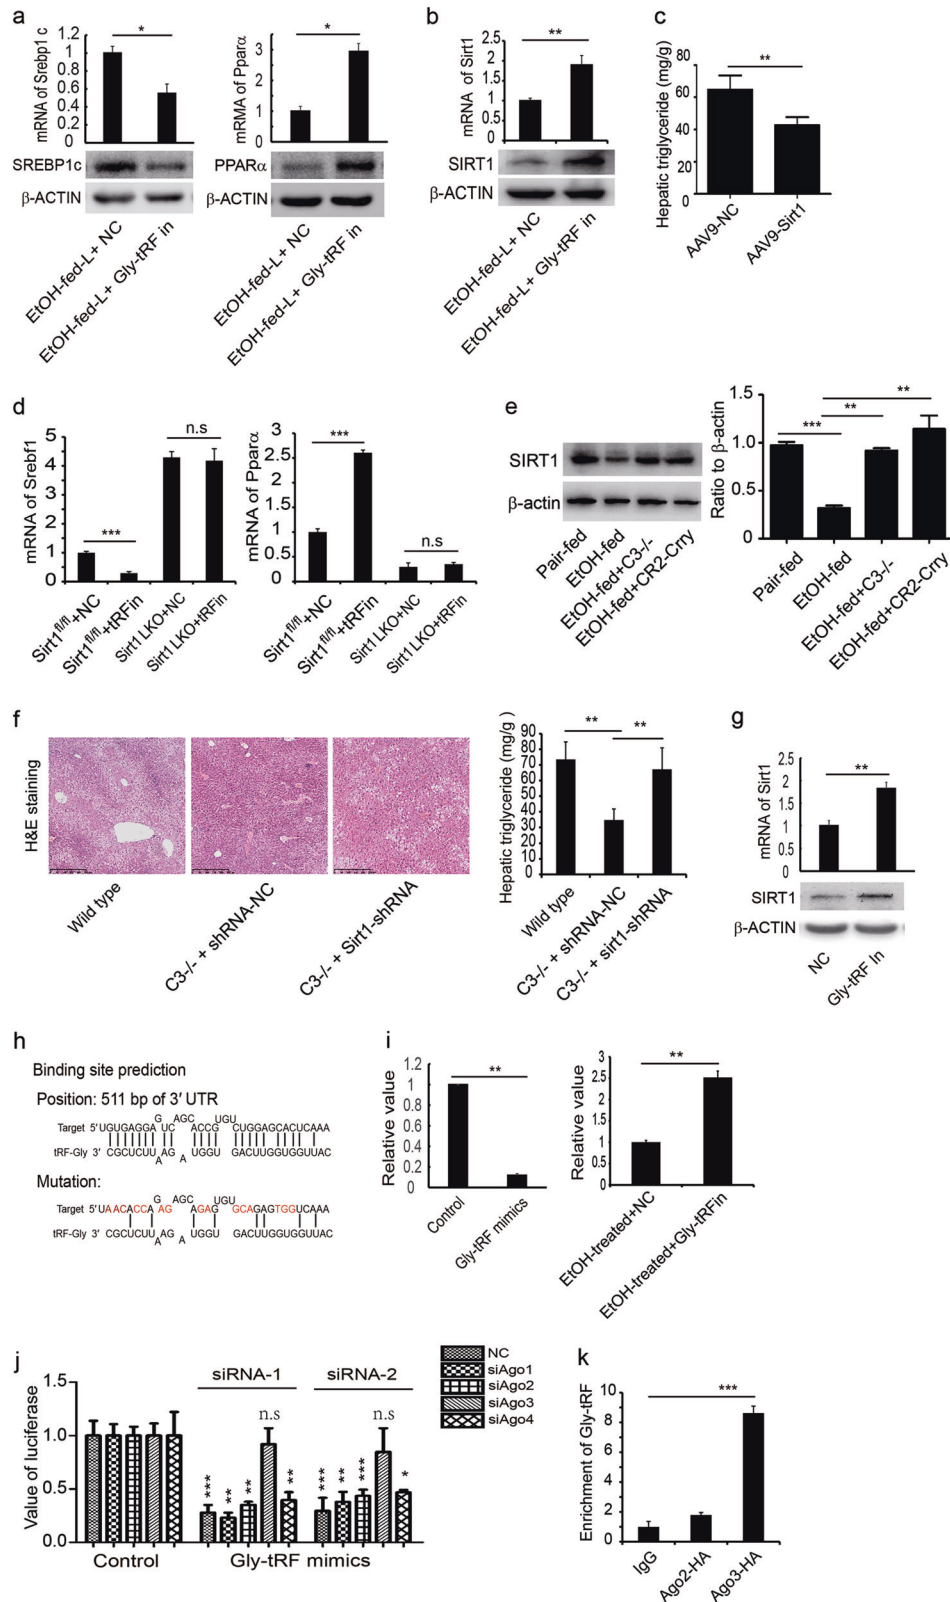 a
mRNA of Srebp1 c
1.2
1
0.8
0.6
0.4
0.2
0
*
SREBP1c
β-ACTIN
EtOH-fed-L+ NC
EtOH-fed-L+ Gly-tRF in
mRMA of Pparα
3
2
1
0
*
PPARα
β-ACTIN
EtOH-fed-L+ NC
EtOH-fed-L+ Gly-tRF in
b
mRNA of Sirt1
2.5
2
1.5
1
0.5
0
**
SIRT1
β-ACTIN
EtOH-fed-L+ NC
EtOH-fed-L+ Gly-tRF in
c
Hepatic triglyceride (mg/g)
80
60
40
20
0
**
AAV9-NC
AAV9-Sirt1
d
mRNA of Srebf1
5
4
3
2
1
0
***
n.s
Sirt1fl/fl+NC
Sirt1fl/fl+tRFin
Sirt1 LKO+NC
Sirt1 LKO+tRFin
mRNA of Pparα
3
2.5
2
1.5
1
0.5
0
***
n.s
Sirt1fl/fl+NC
Sirt1fl/fl+tRFin
Sirt1 LKO+NC
Sirt1 LKO+tRFin
e
SIRT1
β-actin
Pair-fed
EtOH-fed
EtOH-fed+C3-/-
EtOH-fed+CR2-Crry
Ratio to β-actin
1.5
1.0
0.5
0
***
**
**
Pair-fed
EtOH-fed
EtOH-fed+C3-/-
EtOH-fed+CR2-Crry
f
H&E staining
Wild type
C3-/- + shRNA-NC
C3-/- + Sirt1-shRNA
Hepatic triglyceride (mg/g)
90
80
70
60
50
40
30
20
10
0
**
**
Wild type
C3-/- + shRNA-NC
C3-/- + sirt1-shRNA
g
mRNA of Sirt1
2.5
2
1.5
1
0
**
SIRT1
β-ACTIN
NC
Gly-tRF In
h
Binding site prediction
Position: 511 bp of 3′ UTR
G AGC UGU
Target 5′UGUGAGGA UC ACCG CUGGAGCACUCAAA
tRF-Gly 3′ CGCUCUU AG UGGU GACUUGGUGGUUAC
A A
Mutation:
G AGC UGU
Target 5′UAACACCA AG GAG GCAGAGTGGUCAAA
tRF-Gly 3′ CGCUCUU AG UGGU GACUUGGUGGUUAC
A A
i
Relative value
1.2
1
0.8
0.6
0.4
0.2
0
**
Control
Gly-tRF mimics
Relative value
3
2.5
2
1.5
1
0.5
0
**
EtOH-treated+NC
EtOH-treated+Gly-tRFin
j
NC
siAgo1
siAgo2
siAgo3
siAgo4
siRNA-1
siRNA-2
Value of luciferase
1.5
1.0
0.5
0.0
***
**
**
n.s
**
***
**
***
n.s
*
Control
Gly-tRF mimics
k
Enrichment of Gly-tRF
10
8
6
4
2
0
***
IgG
Ago2-HA
Ago3-HA